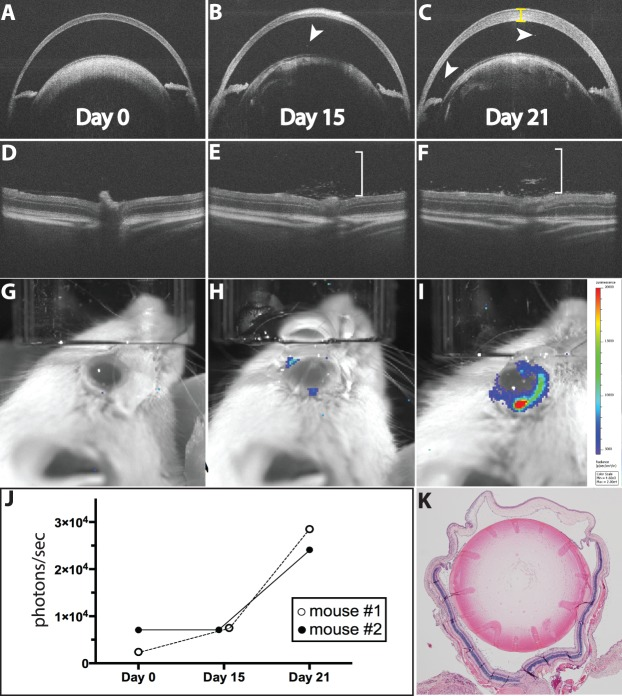 A
B
C
Day 0
Day 15
Day 21
D
E
F
G
H
I
J
K
photons/sec
3×10⁴
2×10⁴
1×10⁴
0
Day 0
Day 15
Day 21
mouse #1
mouse #2